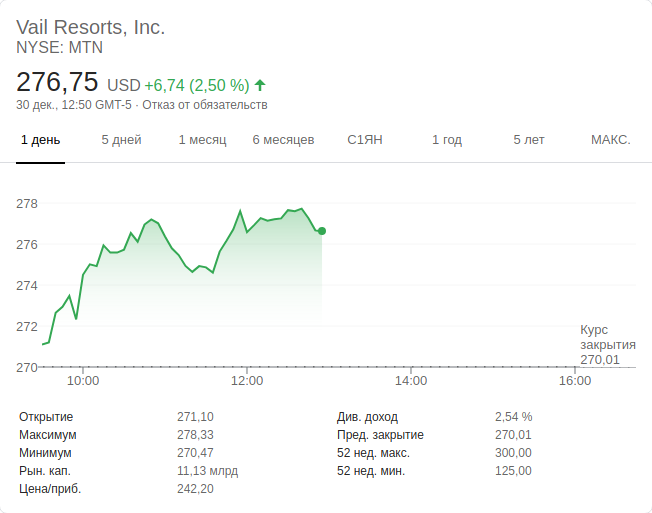 Vail Resorts, Inc.
NYSE: MTN
276,75 USD +6,74 (2,50 %)
30 дек., 12:50 GMT-5 · Отказ от обязательств
1 день 5 дней 1 месяц 6 месяцев С1ЯН 1 год 5 лет МАКС.
278
276
274
272
Курс
закрытия
270,01
270
10:00 12:00 14:00 16:00
Открытие 271,10 Див. доход 2,54 %
Максимум 278,33 Пред. закрытие 270,01
Минимум 270,47 52 нед. макс. 300,00
Рын. кап. 11,13 млрд 52 нед. мин. 125,00
Цена/приб. 242,20